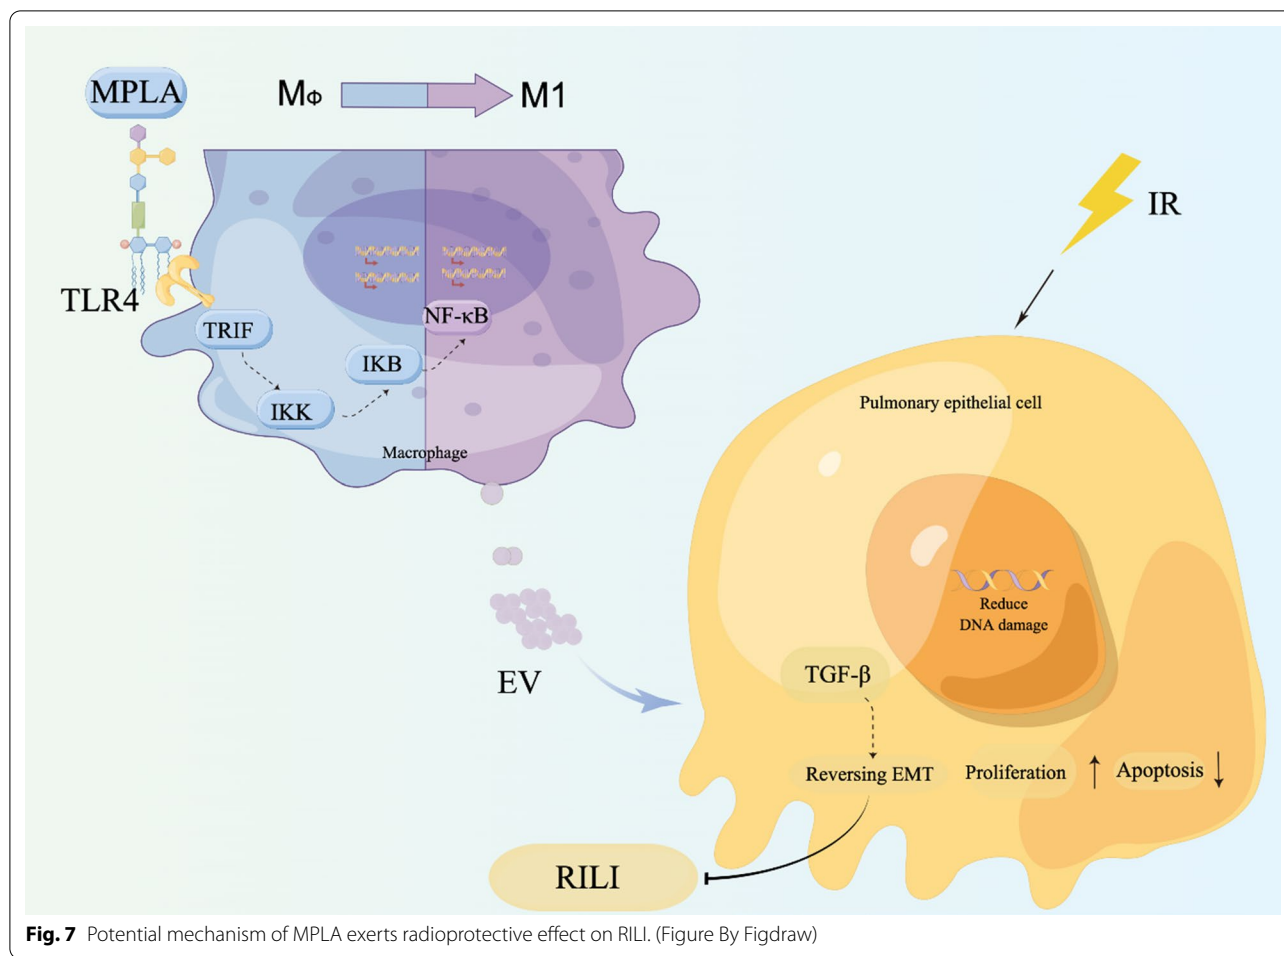 MPLA
MΦ
M1
IR
TLR4
TRIF
NF-κB
IKB
IKK
Macrophage
Pulmonary epithelial cell
Reduce
DNA damage
TGF-β
EV
Reversing EMT
Proliferation
Apoptosis
RILI
Fig. 7 Potential mechanism of MPLA exerts radioprotective effect on RILI. (Figure By Figdraw)